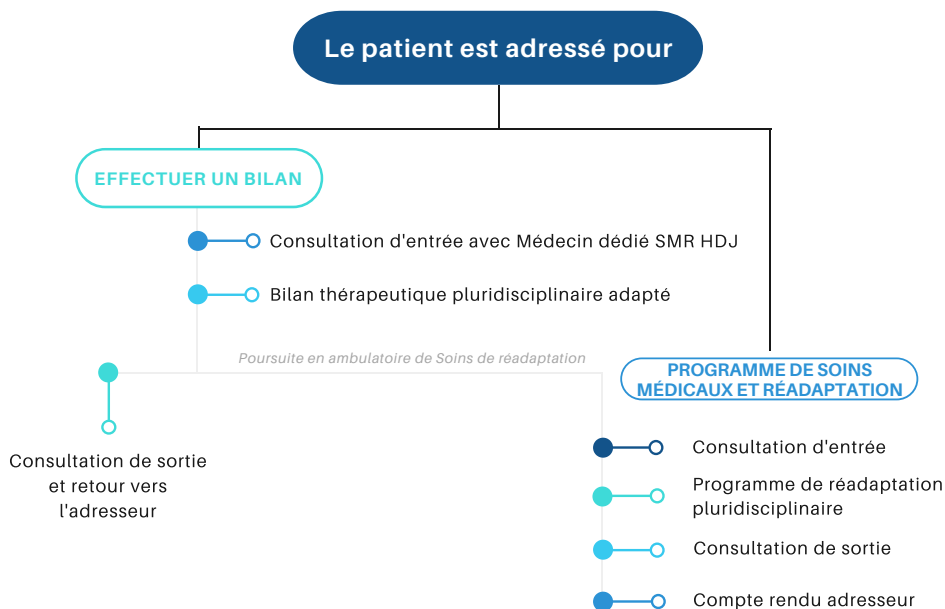 Le patient est adressé pour
EFFECTUER UN BILAN
Consultation d'entrée avec Médecin dédié SMR HDJ
Bilan thérapeutique pluridisciplinaire adapté
Poursuite en ambulatoire de Soins de réadaptation
Consultation de sortie
et retour vers
l'adresseur
PROGRAMME DE SOINS
MÉDICAUX ET RÉADAPTATION
Consultation d'entrée
Programme de réadaptation
pluridisciplinaire
Consultation de sortie
Compte rendu adresseur